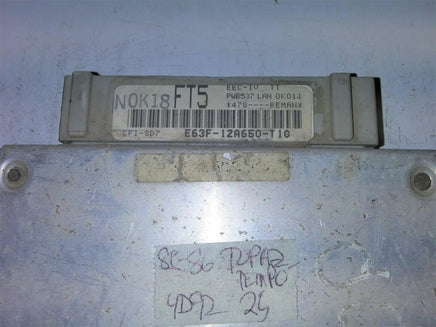 NOK18 FT5
EEC-IV TT
PWB537 LAN OK014
*478----REMAN*
CFI-SD7 E63F-12A650-T1G
85-86 TOPAZ
TEMPO
4D92 25